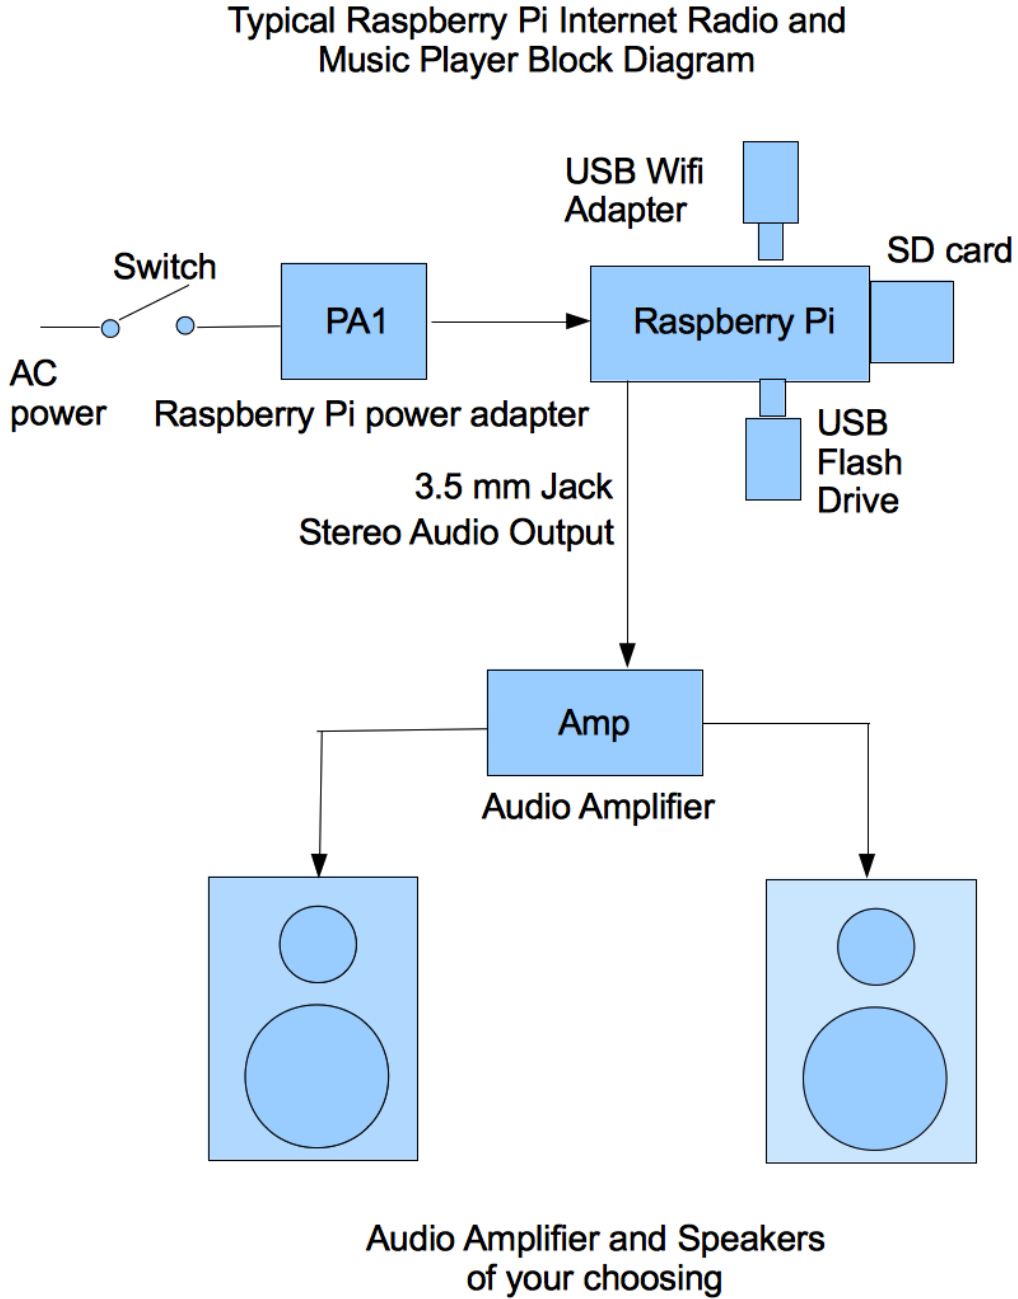 Typical Raspberry Pi Internet Radio and
Music Player Block Diagram
USB Wifi
Adapter
SD card
Switch
PA1
Raspberry Pi
AC
power
Raspberry Pi power adapter
USB
Flash
Drive
3.5 mm Jack
Stereo Audio Output
Amp
Audio Amplifier
Audio Amplifier and Speakers
of your choosing